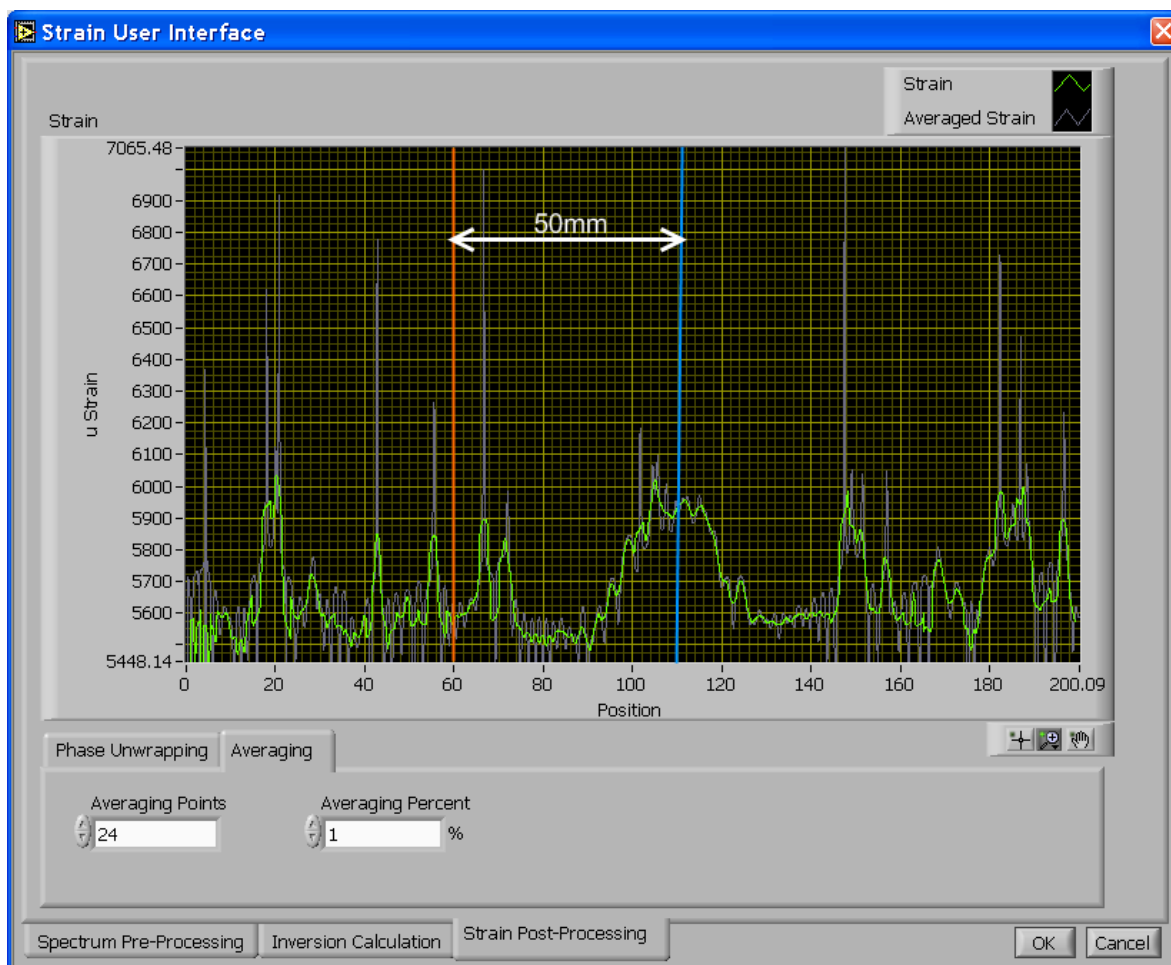 Strain User Interface
Strain
Averaged Strain
Strain
7065.48
6900
6800
6700
6600
6500
6400
6300
6200
6100
6000
5900
5800
5700
5600
5448.14
u Strain
50mm
0 20 40 60 80 100 120 140 160 180 200.09
Position
Phase Unwrapping Averaging
Averaging Points Averaging Percent
24 1 %
Spectrum Pre-Processing Inversion Calculation Strain Post-Processing
OK Cancel